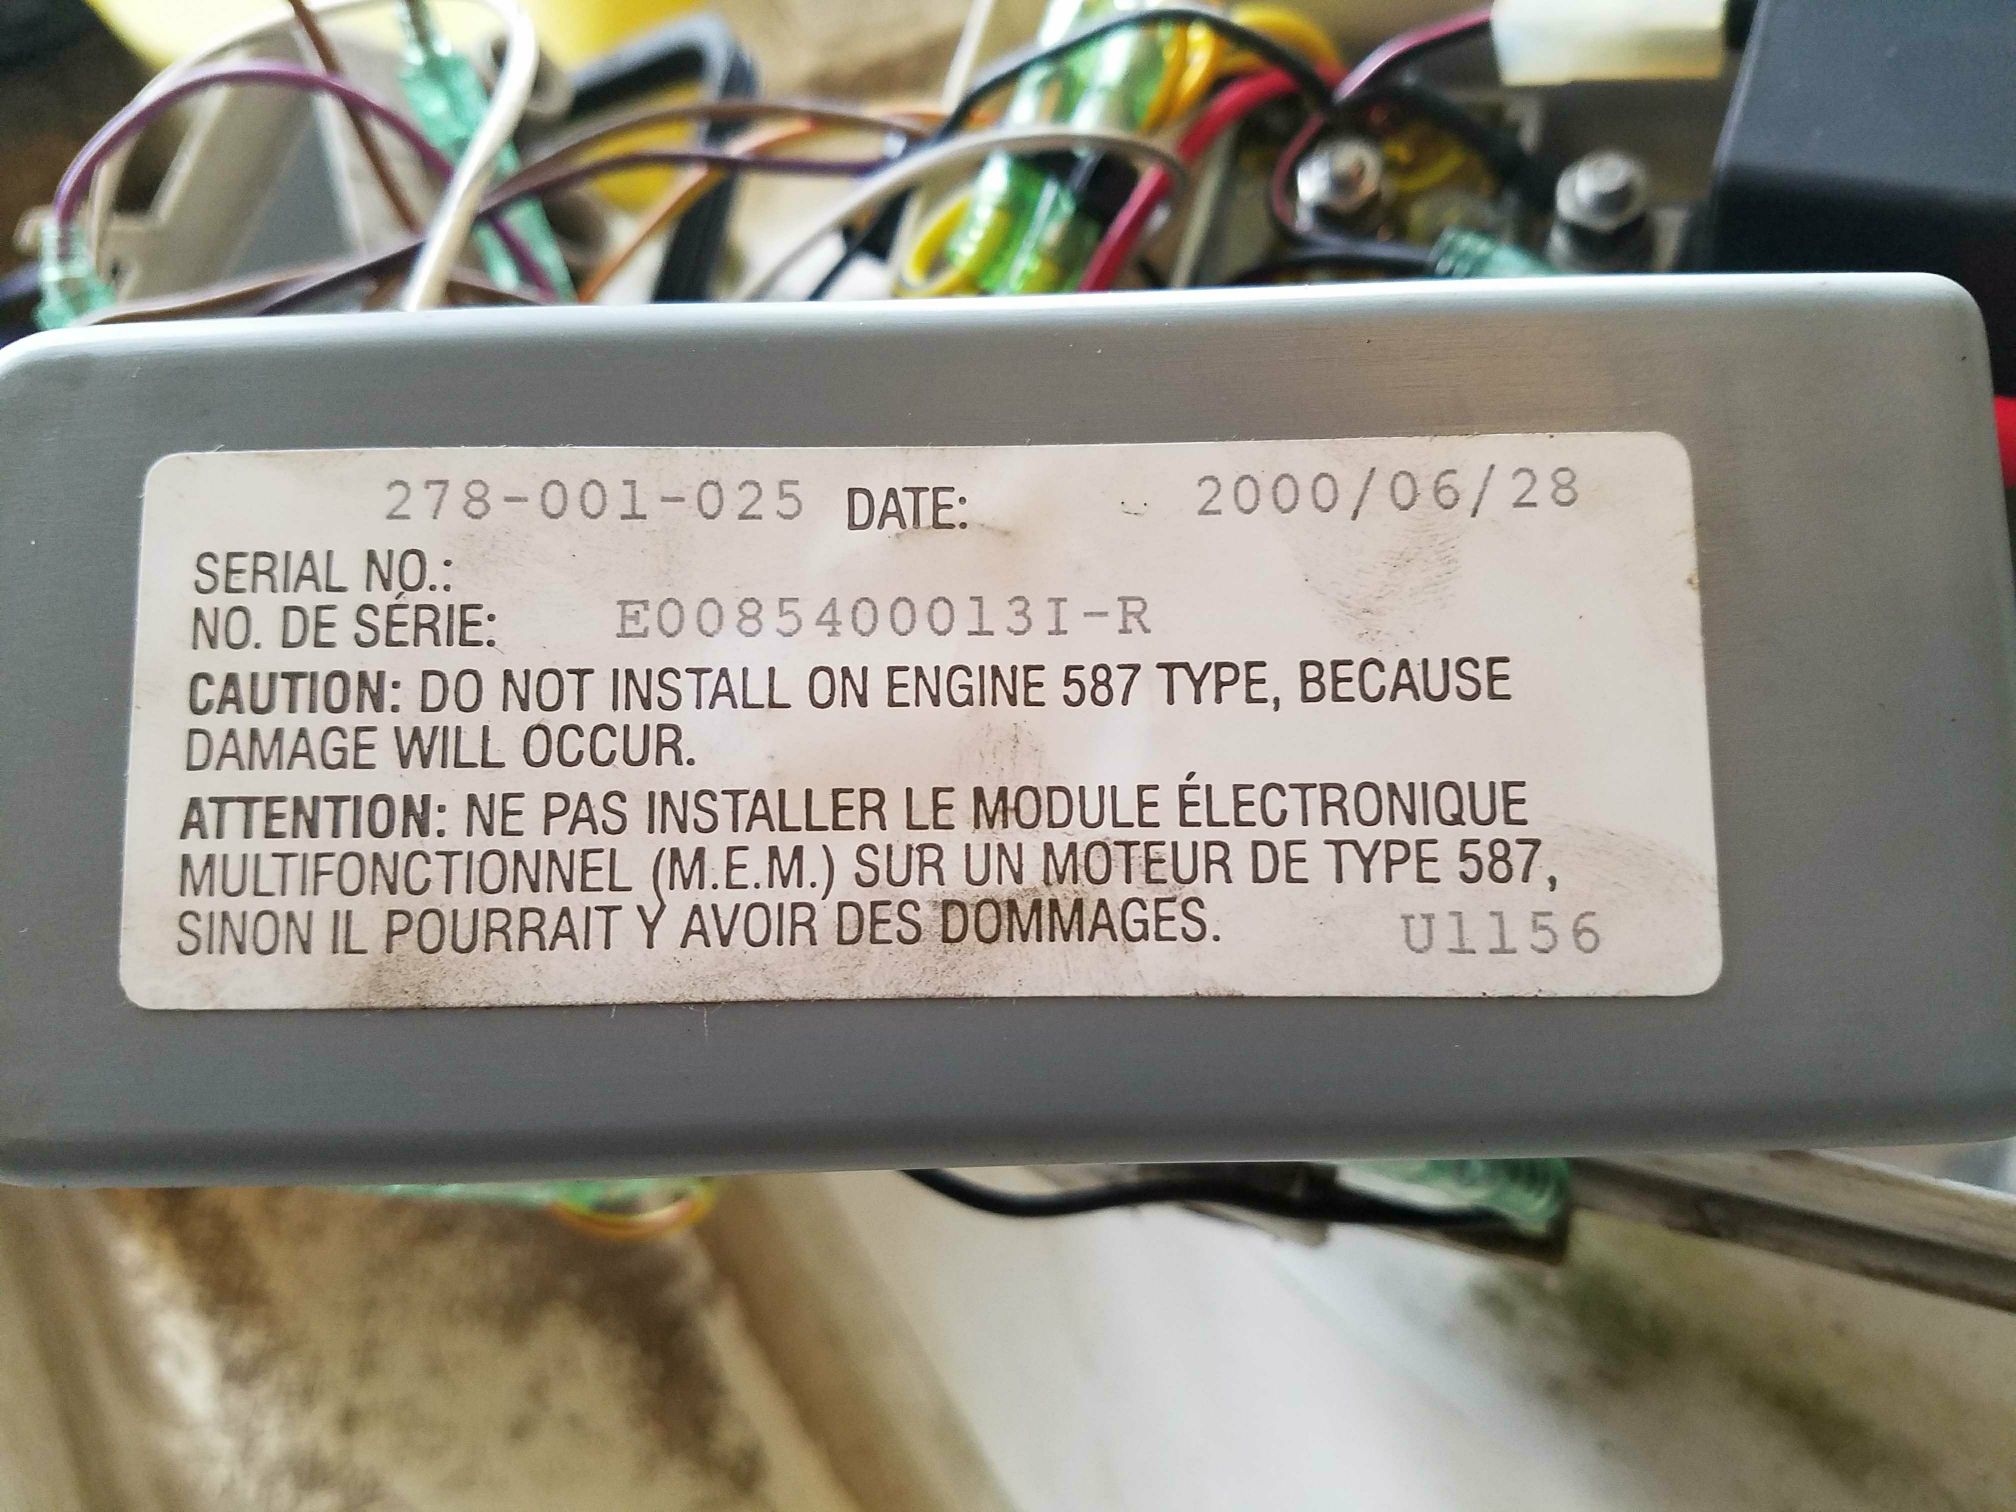 278-001-025 DATE: 2000/06/28
SERIAL NO.:
NO. DE SÉRIE: E0085400013I-R
CAUTION: DO NOT INSTALL ON ENGINE 587 TYPE, BECAUSE
DAMAGE WILL OCCUR.
ATTENTION: NE PAS INSTALLER LE MODULE ÉLECTRONIQUE
MULTIFONCTIONNEL (M.E.M.) SUR UN MOTEUR DE TYPE 587,
SINON IL POURRAIT Y AVOIR DES DOMMAGES. U1156